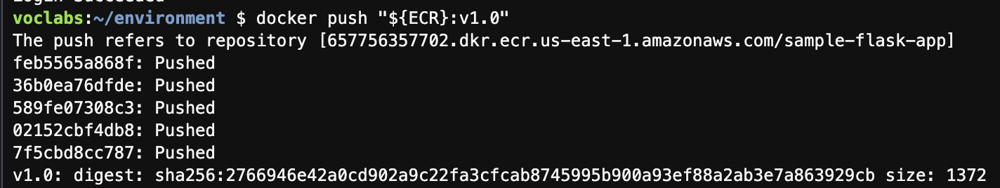 Login Succeeded
voclabs:~/environment $ docker push "${ECR}:v1.0"
The push refers to repository [657756357702.dkr.ecr.us-east-1.amazonaws.com/sample-flask-app]
feb5565a868f: Pushed
36b0ea76dfde: Pushed
589fe07308c3: Pushed
02152cbf4db8: Pushed
7f5cbd8cc787: Pushed
v1.0: digest: sha256:2766946e42a0cd902a9c22fa3cfcab8745995b900a93ef88a2ab3e7a863929cb size: 1372